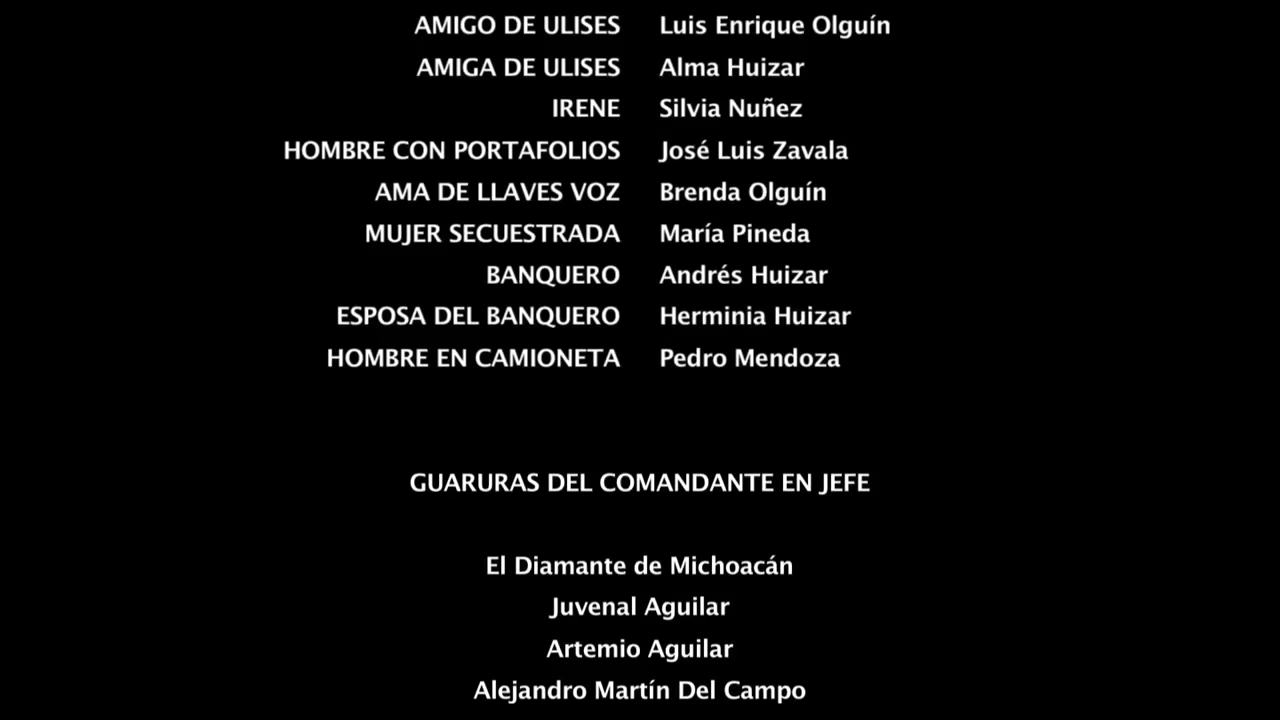 AMIGO DE ULISES Luis Enrique Olguín
AMIGA DE ULISES Alma Huizar
IRENE Silvia Nuñez
HOMBRE CON PORTAFOLIOS José Luis Zavala
AMA DE LLAVES VOZ Brenda Olguín
MUJER SECUESTRADA María Pineda
BANQUERO Andrés Huizar
ESPOSA DEL BANQUERO Herminia Huizar
HOMBRE EN CAMIONETA Pedro Mendoza
GUARURAS DEL COMANDANTE EN JEFE
El Diamante de Michoacán
Juvenal Aguilar
Artemio Aguilar
Alejandro Martín Del Campo